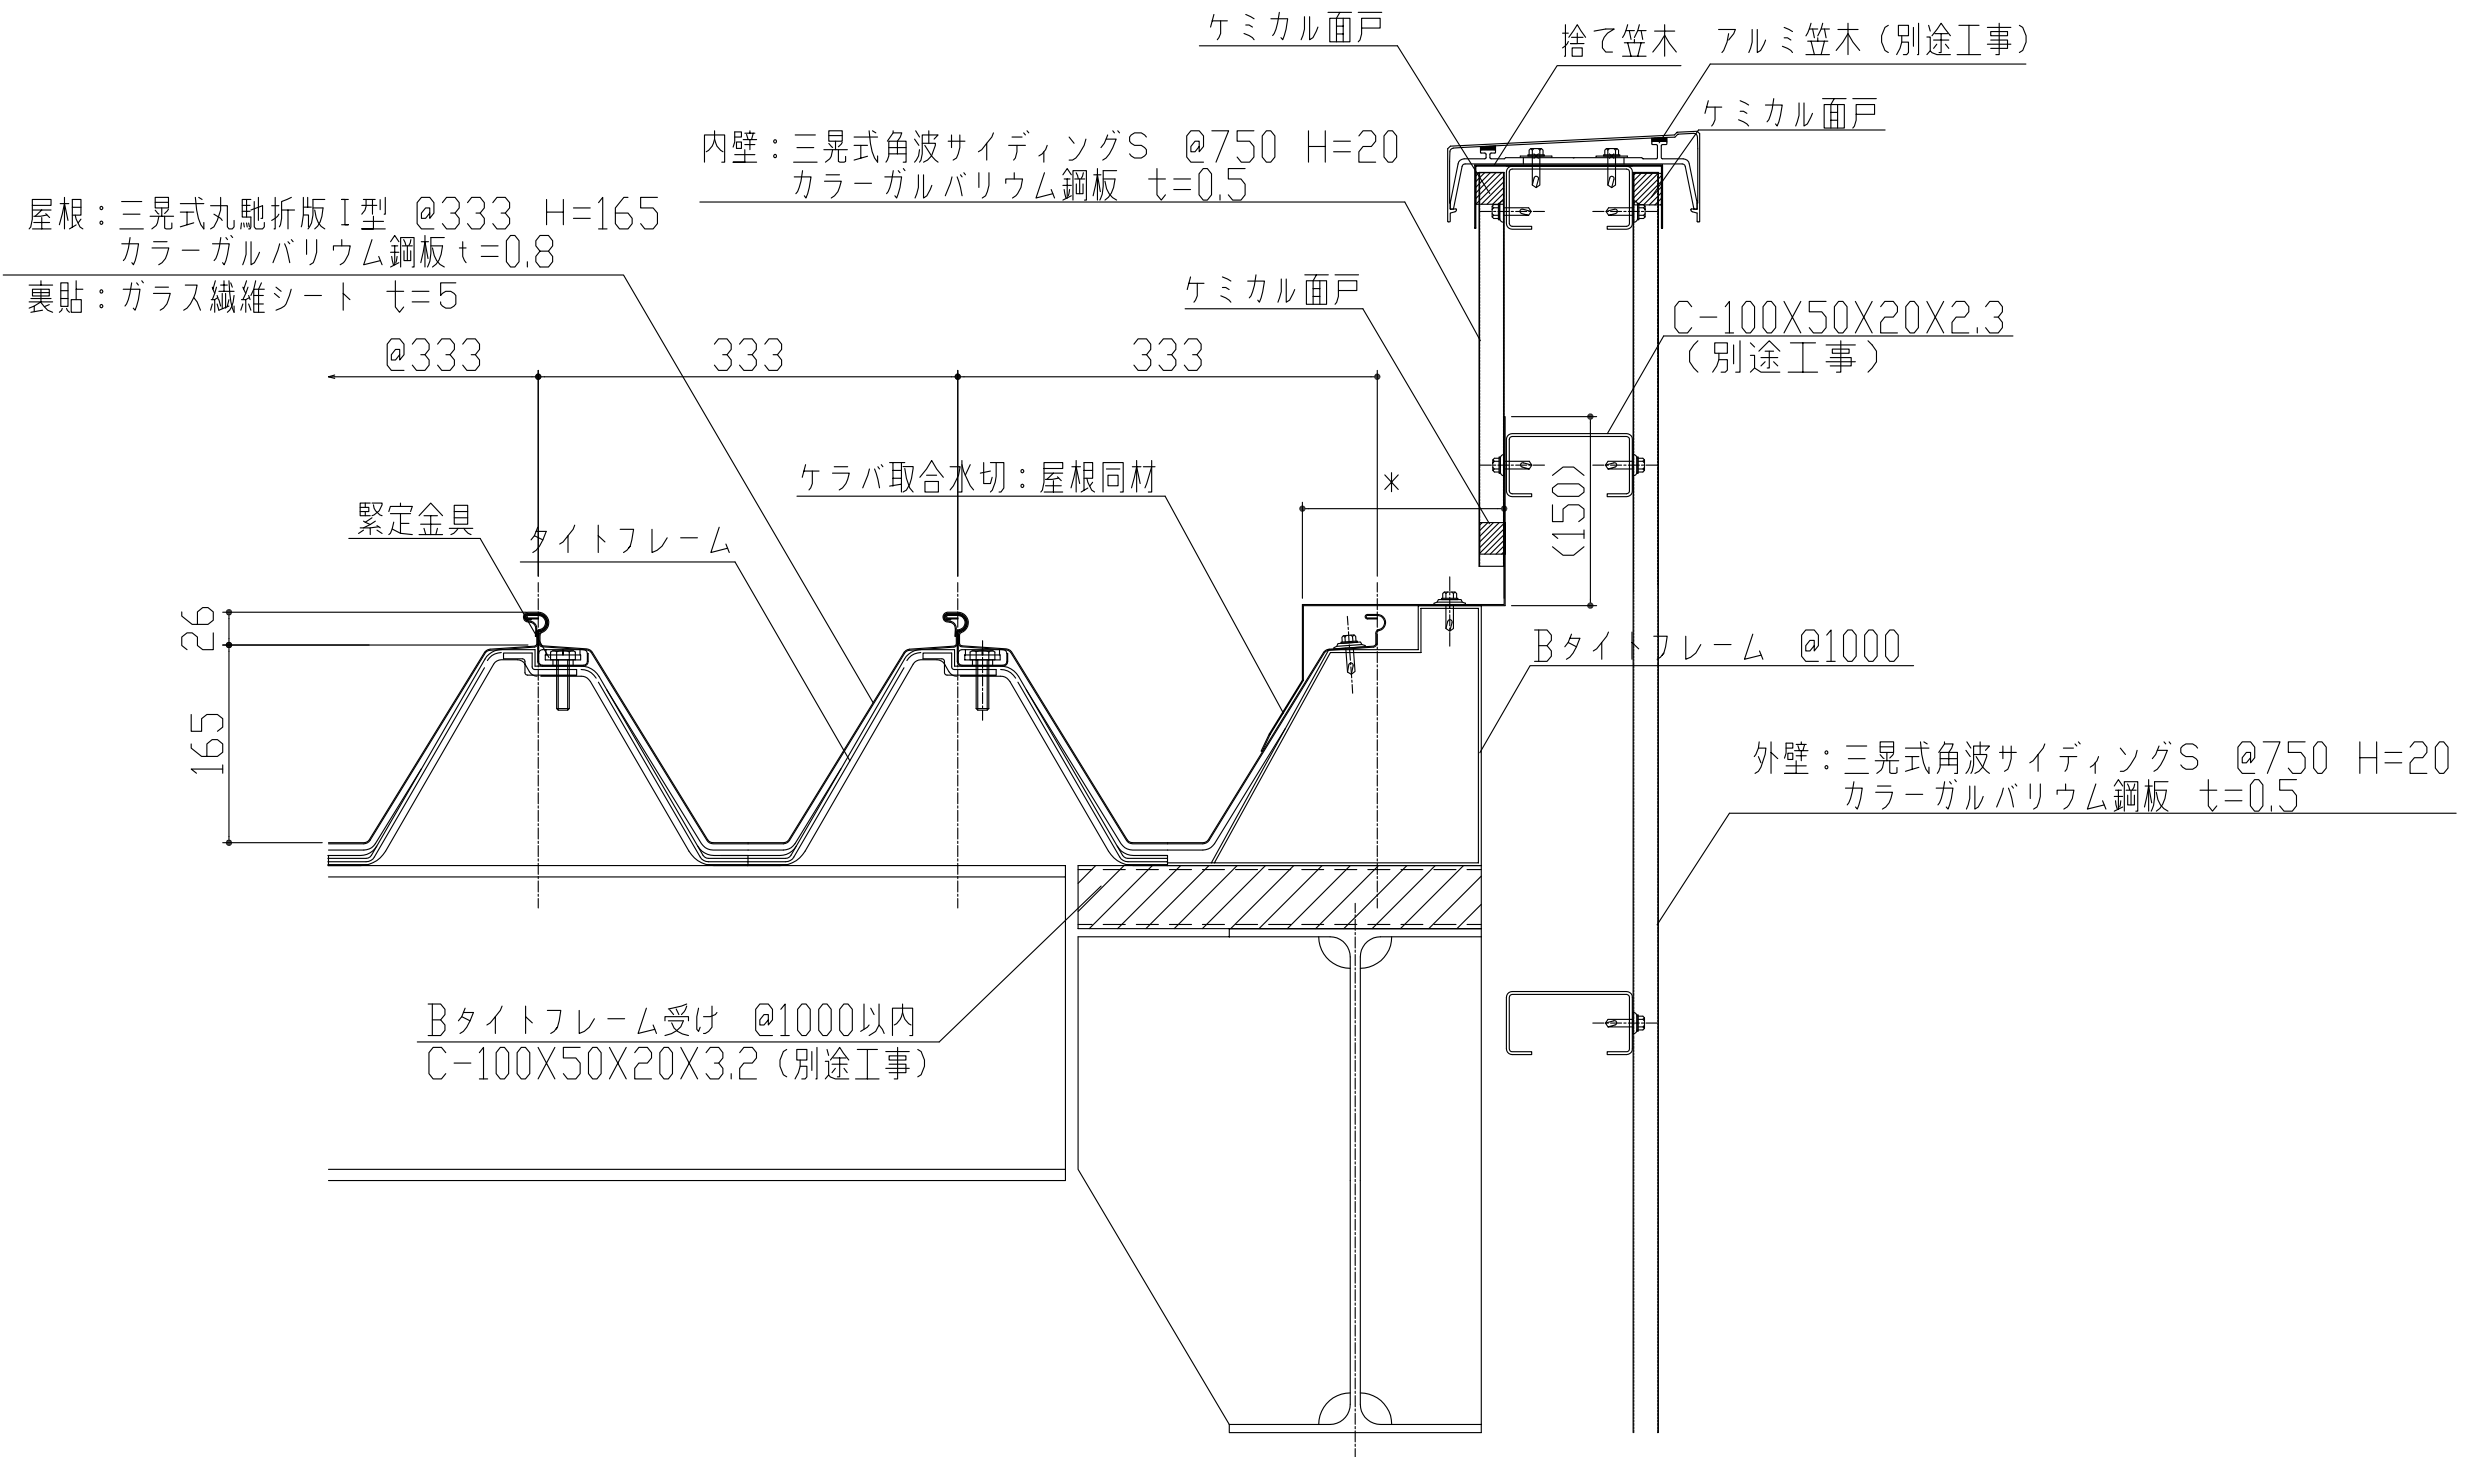 ケミカル面戸
捨て笠木　アルミ笠木（別途工事）
ケミカル面戸
内壁：三晃式角波サイディングＳ　@750　H=20
カラーガルバリウム鋼板　t=0.5
屋根：三晃式丸馳折版Ｉ型　@333　H=165
カラーガルバリウム鋼板t=0.8
裏貼：ガラス繊維シート　t=5
ケミカル面戸
C-100X50X20X2.3
（別途工事）
@333
333
333
ケラバ取合水切：屋根同材
*
(150)
緊定金具
タイトフレーム
26
165
Bタイトフレーム　@1000
外壁：三晃式角波サイディングＳ　@750　H=20
カラーガルバリウム鋼板　t=0.5
Bタイトフレーム受け　@1000以内
C-100X50X20X3.2（別途工事）